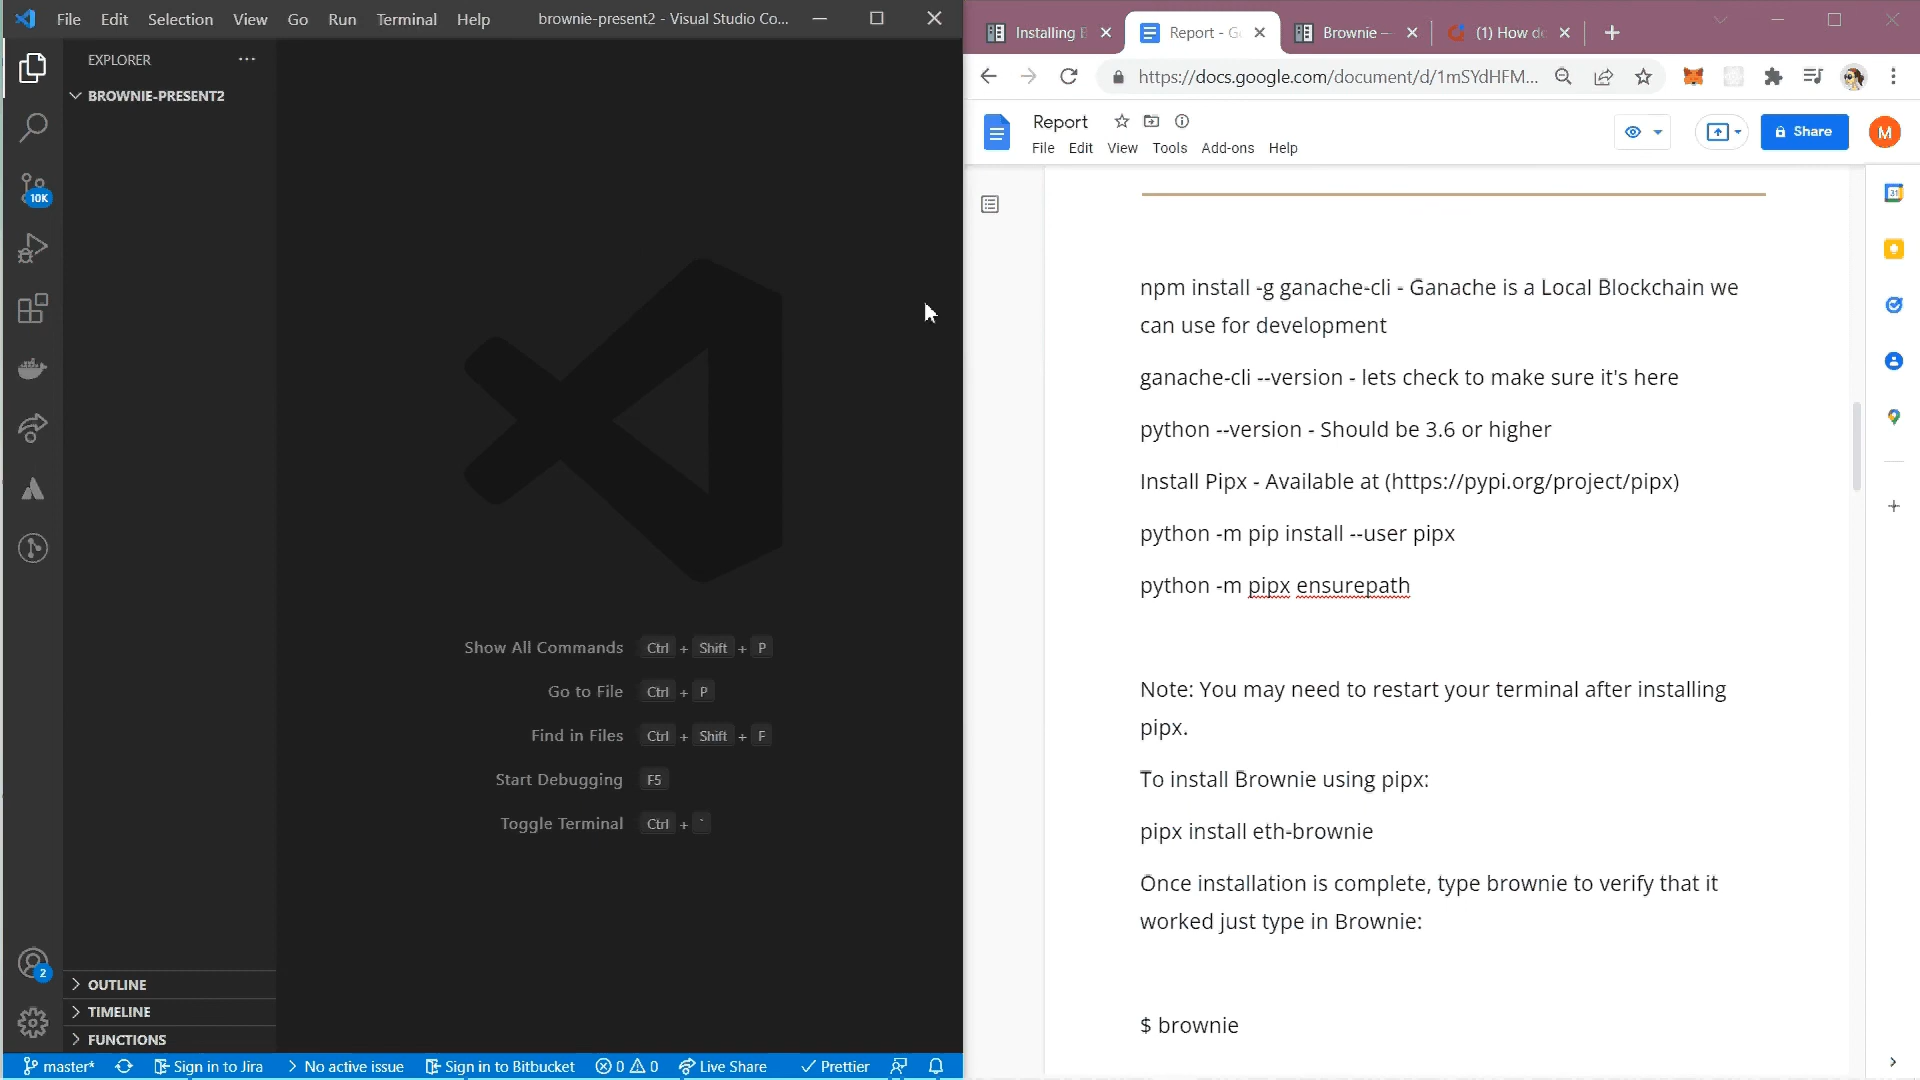 File Edit Selection View Go Run Terminal Help brownie-present2 - Visual Studio Co...
EXPLORER
BROWNIE-PRESENT2
10K
Show All Commands Ctrl + Shift + P
Go to File Ctrl + P
Find in Files Ctrl + Shift + F
Start Debugging F5
Toggle Terminal Ctrl + `
2
OUTLINE
TIMELINE
FUNCTIONS
master* Sign in to Jira No active issue Sign in to Bitbucket 0 0 Live Share Prettier
Installing Report - Brownie — (1) How
https://docs.google.com/document/d/1mSYdHFM...
Report
File Edit View Tools Add-ons Help
Share
M
31
npm install -g ganache-cli - Ganache is a Local Blockchain we
can use for development
ganache-cli --version - lets check to make sure it's here
python --version - Should be 3.6 or higher
Install Pipx - Available at (https://pypi.org/project/pipx)
python -m pip install --user pipx
python -m pipx ensurepath
Note: You may need to restart your terminal after installing
pipx.
To install Brownie using pipx:
pipx install eth-brownie
Once installation is complete, type brownie to verify that it
worked just type in Brownie:
$ brownie